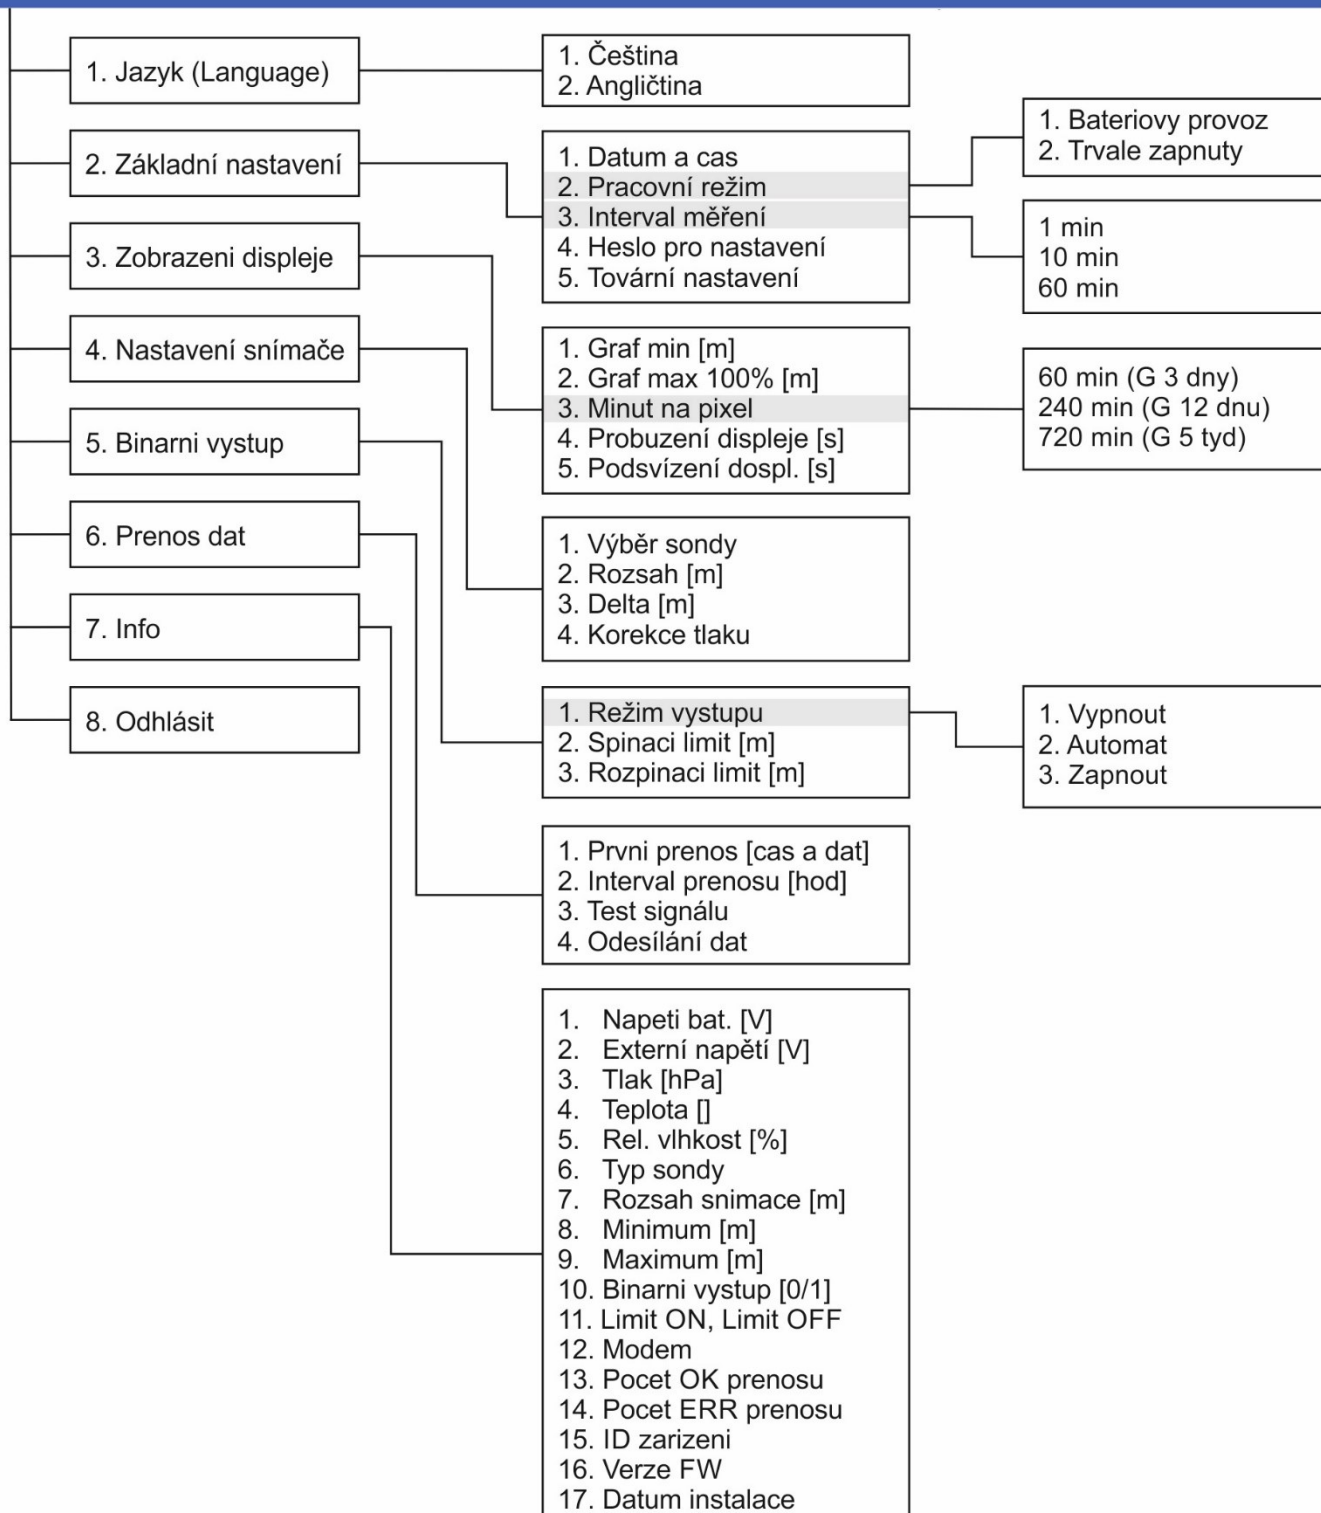 1. Jazyk (Language)
2. Základní nastavení
3. Zobrazeni displeje
4. Nastavení snímače
5. Binarni vystup
6. Prenos dat
7. Info
8. Odhlásit
1. Čeština
2. Angličtina
1. Datum a cas
2. Pracovní režim
3. Interval měření
4. Heslo pro nastavení
5. Tovární nastavení
1. Bateriovy provoz
2. Trvale zapnuty
1 min
10 min
60 min
1. Graf min [m]
2. Graf max 100% [m]
3. Minut na pixel
4. Probuzení displeje [s]
5. Podsvízení dospl. [s]
60 min (G 3 dny)
240 min (G 12 dnu)
720 min (G 5 tyd)
1. Výběr sondy
2. Rozsah [m]
3. Delta [m]
4. Korekce tlaku
1. Režim vystupu
2. Spinaci limit [m]
3. Rozpinaci limit [m]
1. Vypnout
2. Automat
3. Zapnout
1. Prvni prenos [cas a dat]
2. Interval prenosu [hod]
3. Test signálu
4. Odesílání dat
1. Napeti bat. [V]
2. Externí napětí [V]
3. Tlak [hPa]
4. Teplota []
5. Rel. vlhkost [%]
6. Typ sondy
7. Rozsah snimace [m]
8. Minimum [m]
9. Maximum [m]
10. Binarni vystup [0/1]
11. Limit ON, Limit OFF
12. Modem
13. Pocet OK prenosu
14. Pocet ERR prenosu
15. ID zarizeni
16. Verze FW
17. Datum instalace